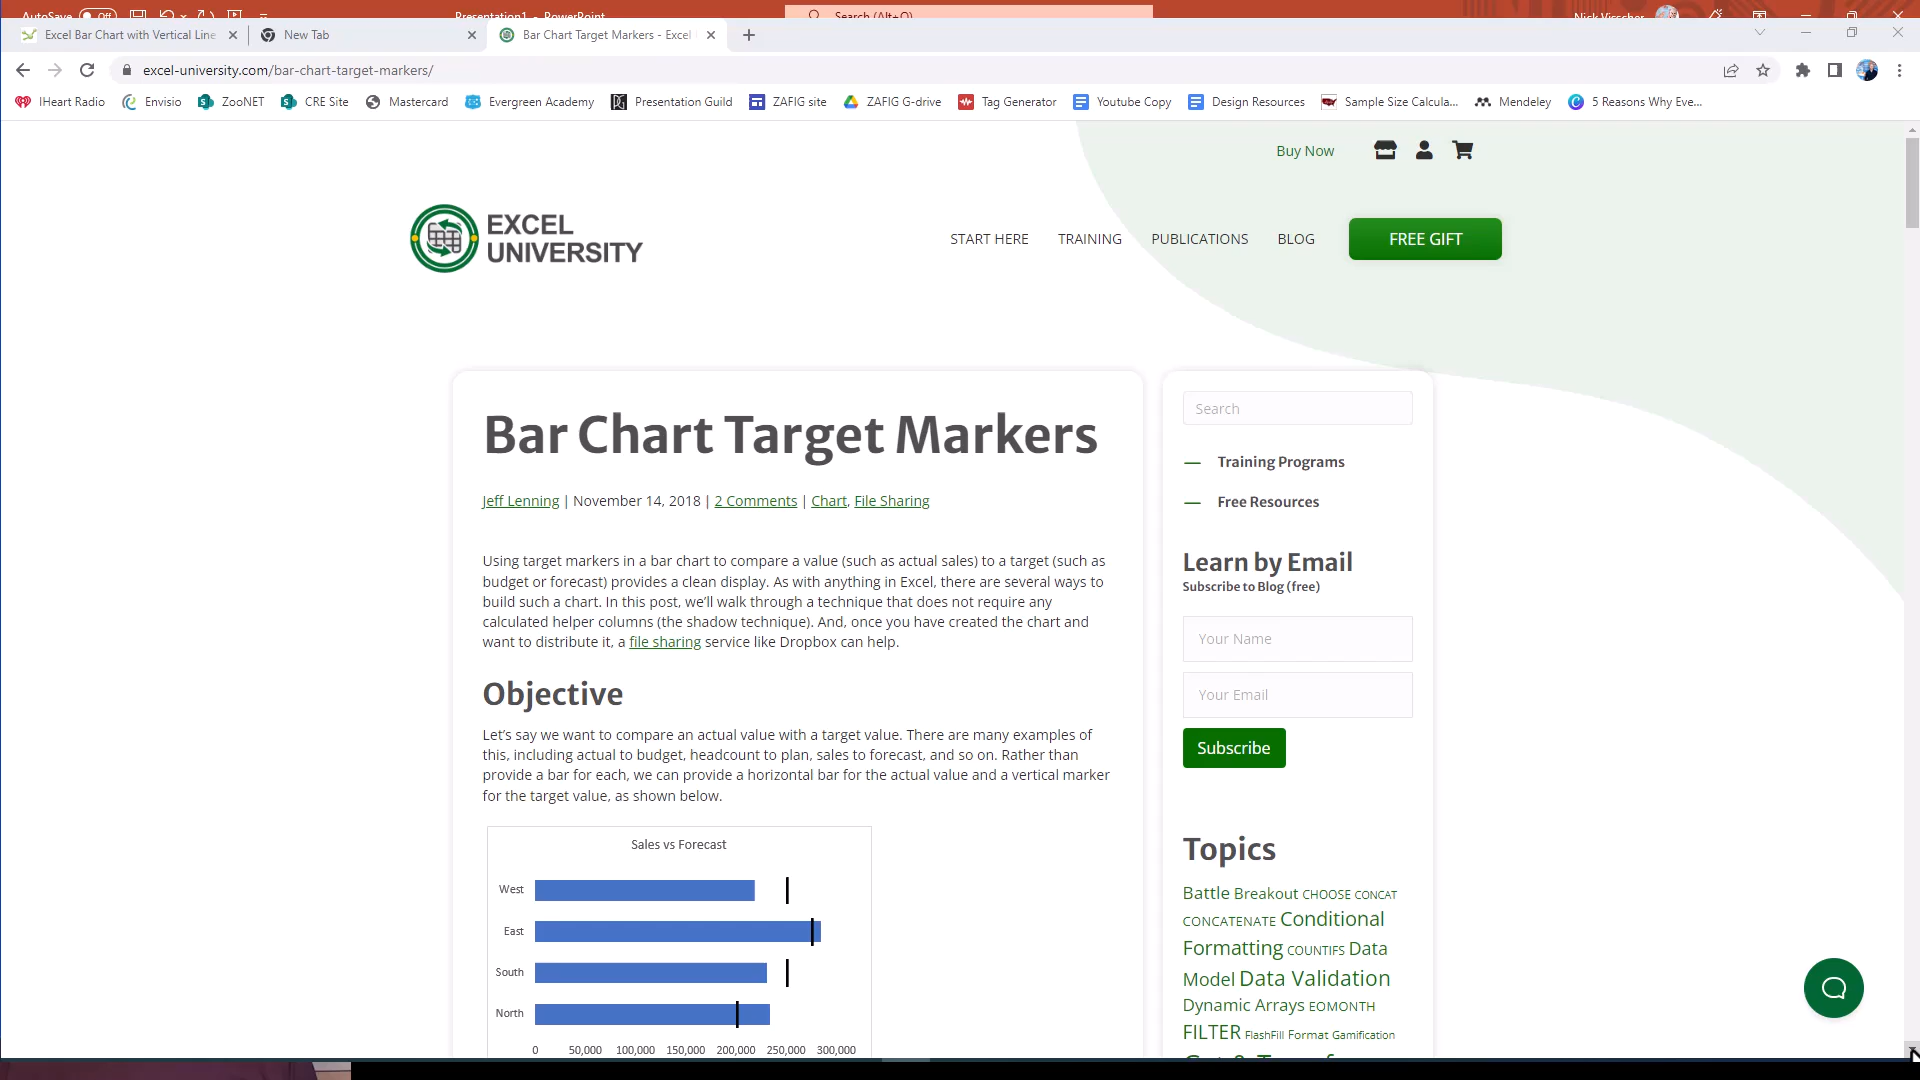 AutoSave Off Presentation1 - PowerPoint Search (Alt+Q) Nick Visscher
Excel Bar Chart with Vertical Line
New Tab
Bar Chart Target Markers - Excel
excel-university.com/bar-chart-target-markers/
IHeart Radio Envisio ZooNET CRE Site Mastercard Evergreen Academy Presentation Guild ZAFIG site ZAFIG G-drive Tag Generator Youtube Copy Design Resources Sample Size Calcula... Mendeley 5 Reasons Why Eve...
Buy Now
EXCEL
UNIVERSITY
START HERE TRAINING PUBLICATIONS BLOG FREE GIFT
Bar Chart Target Markers
Jeff Lenning | November 14, 2018 | 2 Comments | Chart, File Sharing
Using target markers in a bar chart to compare a value (such as actual sales) to a target (such as
budget or forecast) provides a clean display. As with anything in Excel, there are several ways to
build such a chart. In this post, we'll walk through a technique that does not require any
calculated helper columns (the shadow technique). And, once you have created the chart and
want to distribute it, a file sharing service like Dropbox can help.
Objective
Let's say we want to compare an actual value with a target value. There are many examples of
this, including actual to budget, headcount to plan, sales to forecast, and so on. Rather than
provide a bar for each, we can provide a horizontal bar for the actual value and a vertical marker
for the target value, as shown below.
Sales vs Forecast
West
East
South
North
0 50,000 100,000 150,000 200,000 250,000 300,000
Search
Training Programs
Free Resources
Learn by Email
Subscribe to Blog (free)
Your Name
Your Email
Subscribe
Topics
Battle Breakout CHOOSE CONCAT
CONCATENATE Conditional
Formatting COUNTIFS Data
Model Data Validation
Dynamic Arrays EOMONTH
FILTER FlashFill Format Gamification